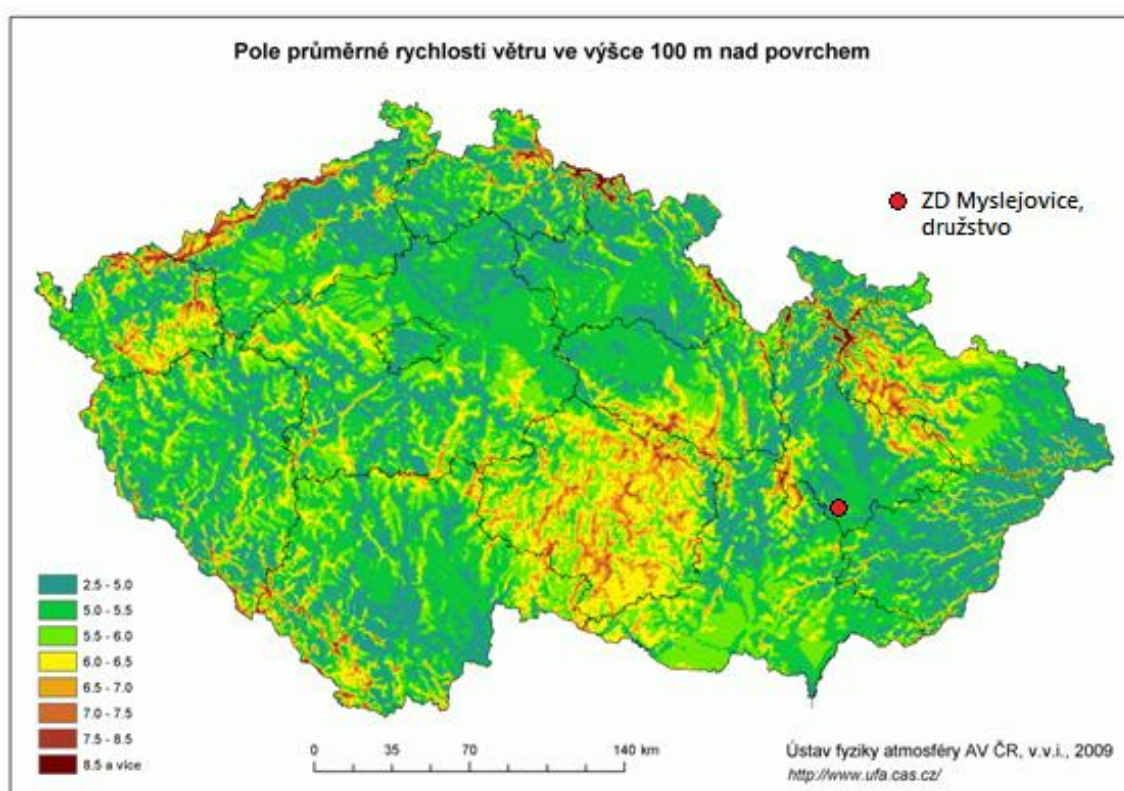 Pole průměrné rychlosti větru ve výšce 100 m nad povrchem
ZD Myslejovice,
družstvo
2.5 - 5.0
5.0 - 5.5
5.5 - 6.0
6.0 - 6.5
6.5 - 7.0
7.0 - 7.5
7.5 - 8.5
8.5 a více
0 35 70 140 km
Ústav fyziky atmosféry AV ČR, v.v.i., 2009
http://www.ufa.cas.cz/